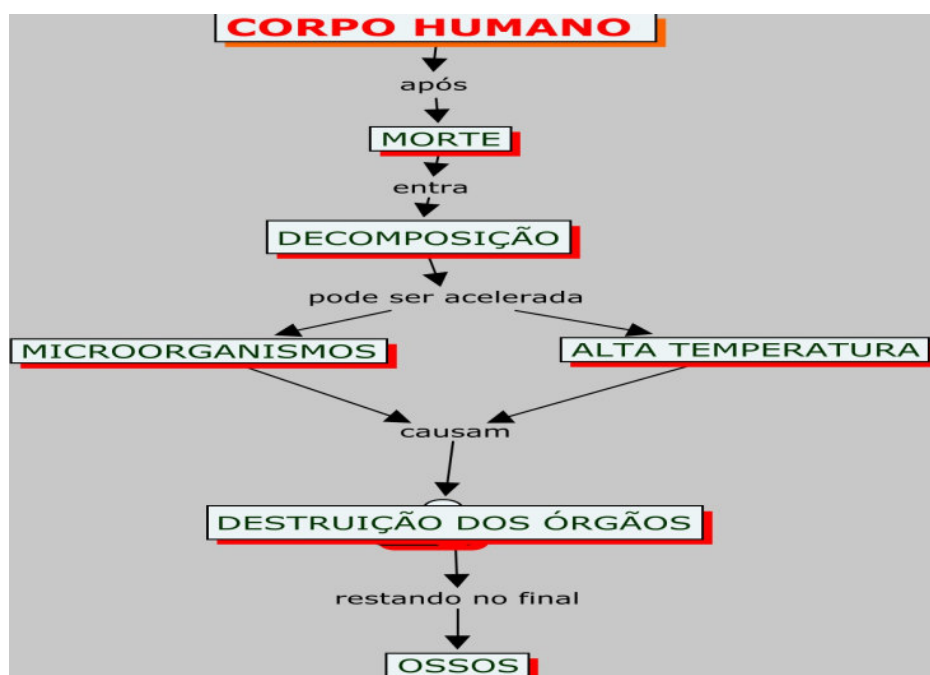 CORPO HUMANO
após
MORTE
entra
DECOMPOSIÇÃO
pode ser acelerada
MICROORGANISMOS
ALTA TEMPERATURA
causam
DESTRUIÇÃO DOS ÓRGÃOS
restando no final
OSSOS